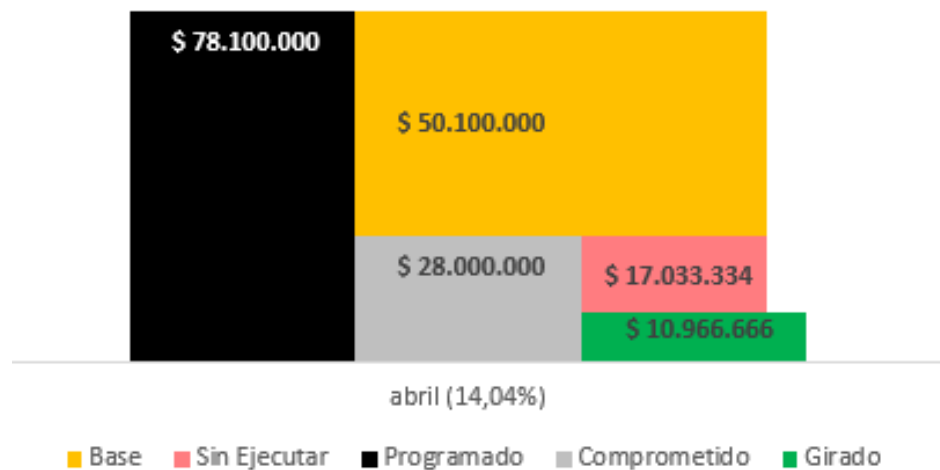 $ 78.100.000
$ 50.100.000
$ 28.000.000
$ 17.033.334
$ 10.966.666
abril (14,04%)
Base Sin Ejecutar Programado Comprometido Girado